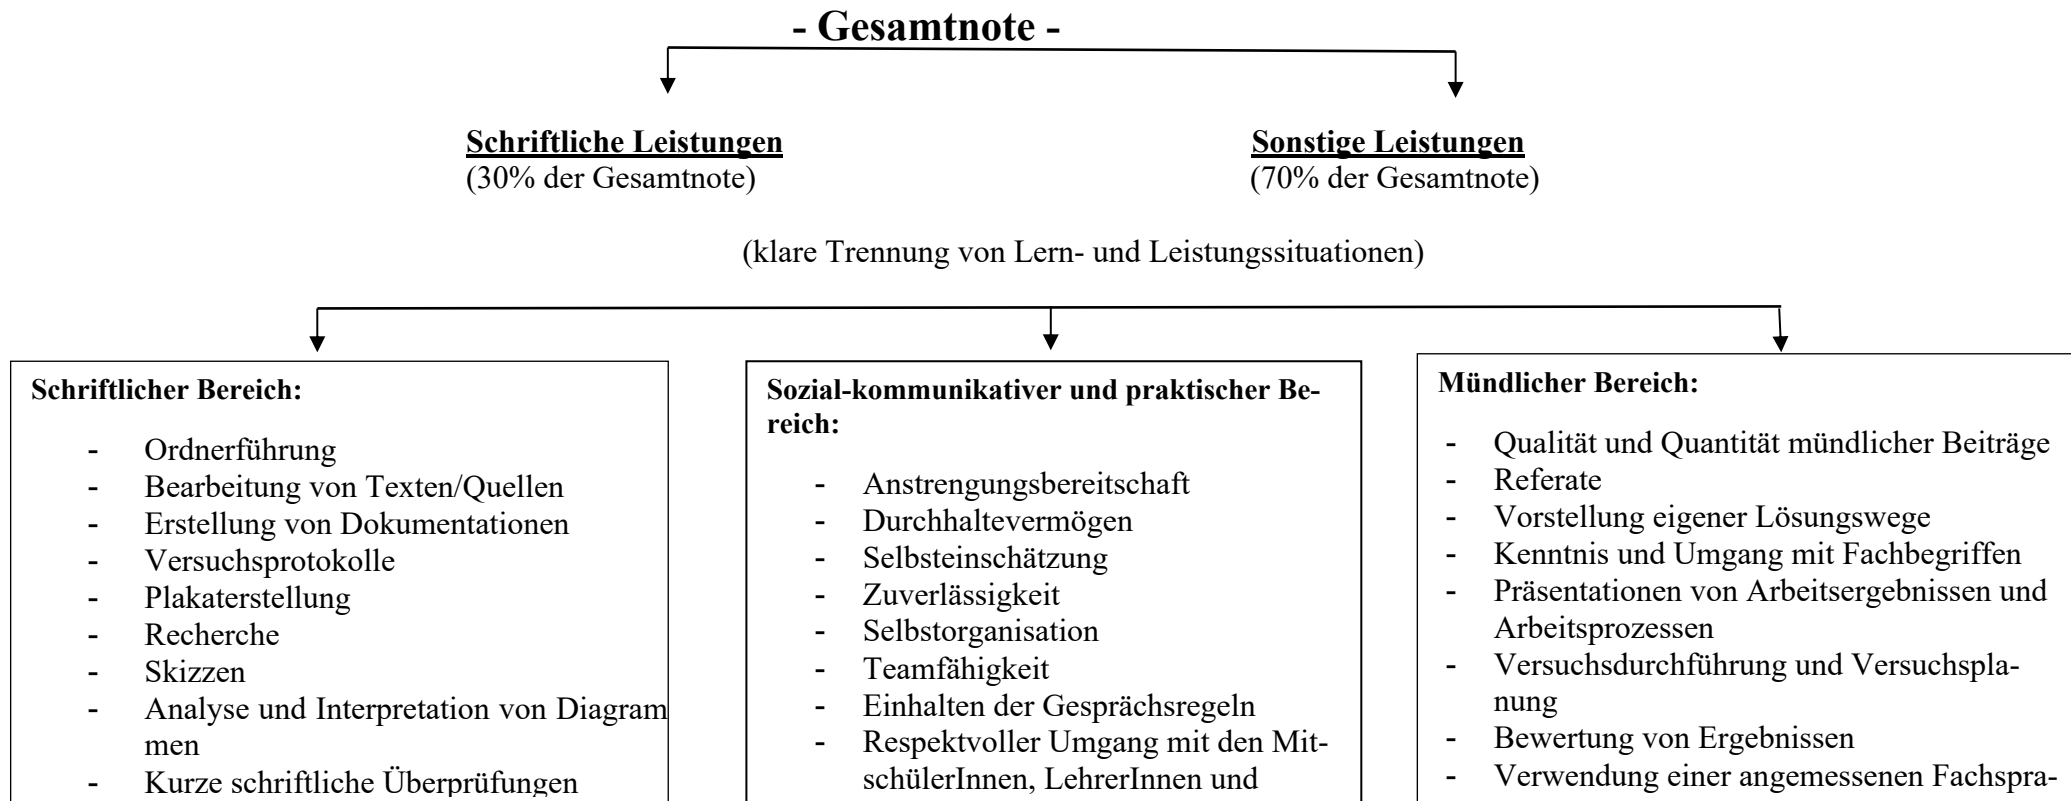 - Gesamtnote -
Schriftliche Leistungen
(30% der Gesamtnote)
Sonstige Leistungen
(70% der Gesamtnote)
(klare Trennung von Lern- und Leistungssituationen)
Schriftlicher Bereich:
- Ordnerführung
- Bearbeitung von Texten/Quellen
- Erstellung von Dokumentationen
- Versuchsprotokolle
- Plakaterstellung
- Recherche
- Skizzen
- Analyse und Interpretation von Diagram
men
- Kurze schriftliche Überprüfungen
Sozial-kommunikativer und praktischer Be-
reich:
- Anstrengungsbereitschaft
- Durchhaltevermögen
- Selbsteinschätzung
- Zuverlässigkeit
- Selbstorganisation
- Teamfähigkeit
- Einhalten der Gesprächsregeln
- Respektvoller Umgang mit den Mit-
schülerInnen, LehrerInnen und
Mündlicher Bereich:
- Qualität und Quantität mündlicher Beiträge
- Referate
- Vorstellung eigener Lösungswege
- Kenntnis und Umgang mit Fachbegriffen
- Präsentationen von Arbeitsergebnissen und
Arbeitsprozessen
- Versuchsdurchführung und Versuchspla-
nung
- Bewertung von Ergebnissen
- Verwendung einer angemessenen Fachspra-